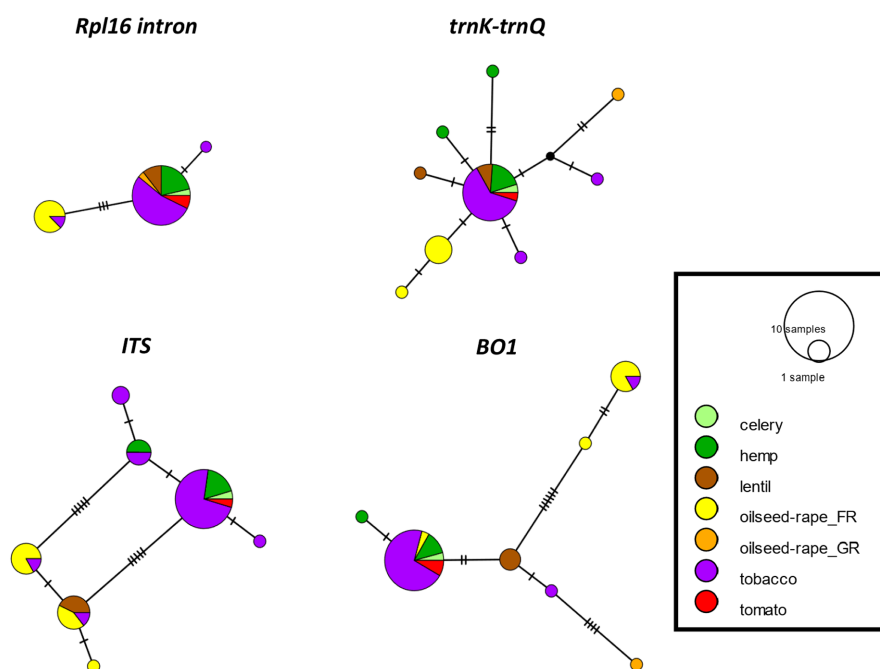 Rpl16 intron
trnK-trnQ
ITS
BO1
10 samples
1 sample
celery
hemp
lentil
oilseed-rape_FR
oilseed-rape_GR
tobacco
tomato